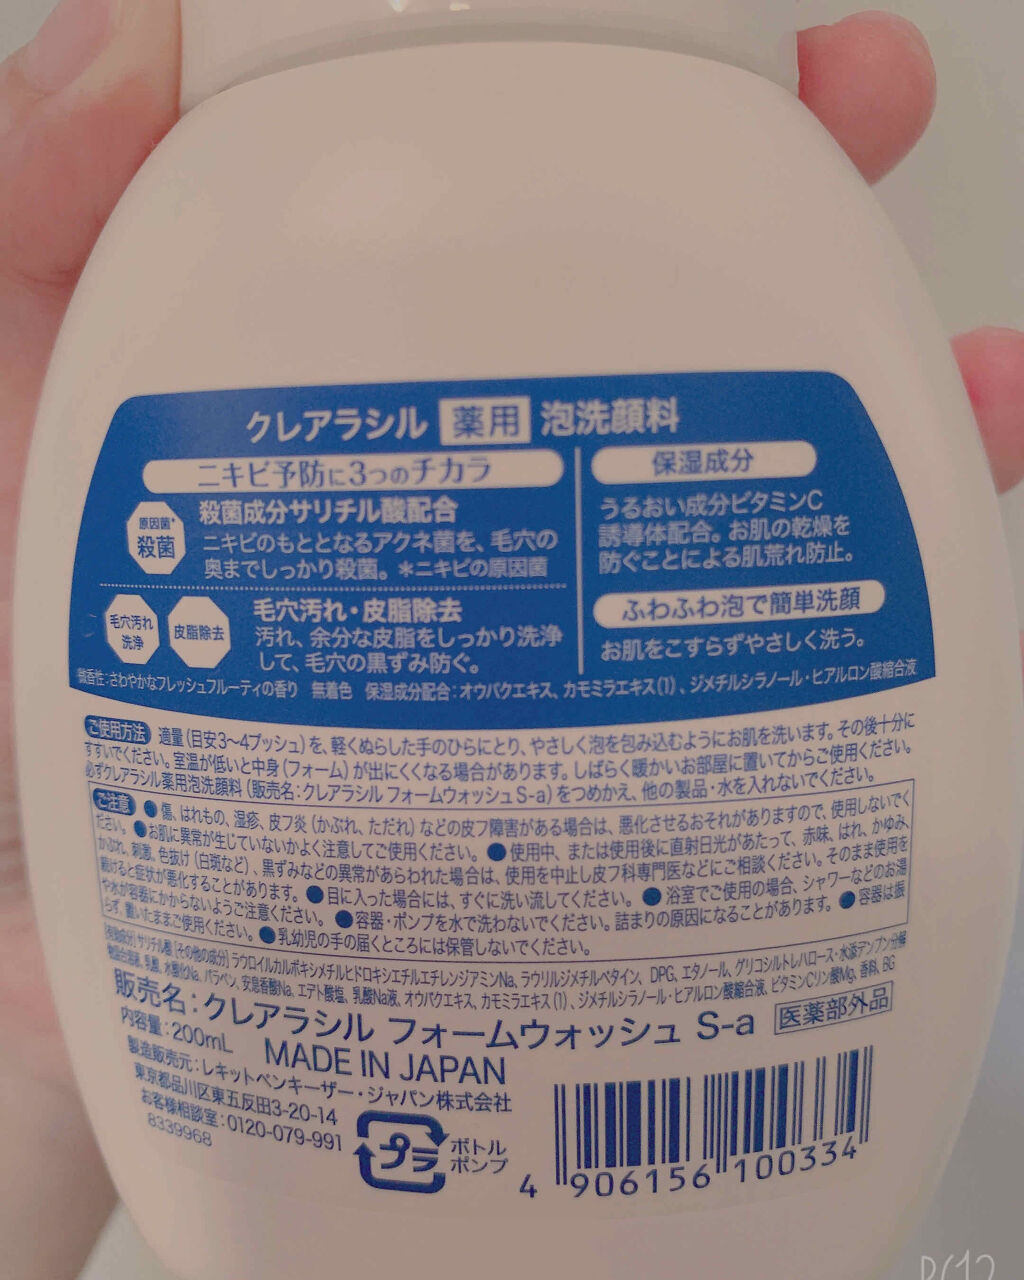 クレアラシル 薬用 泡洗顔料
ニキビ予防に3つのチカラ
原因菌*
殺菌
殺菌成分サリチル酸配合
ニキビのもととなるアクネ菌を、毛穴の
奥までしっかり殺菌。*ニキビの原因菌
毛穴汚れ
洗浄
皮脂除去
毛穴汚れ・皮脂除去
汚れ、余分な皮脂をしっかり洗浄
して、毛穴の黒ずみ防ぐ。
保湿成分
うるおい成分ビタミンC
誘導体配合。お肌の乾燥を
防ぐことによる肌荒れ防止。
ふわふわ泡で簡単洗顔
お肌をこすらずやさしく洗う。
微香性:さわやかなフレッシュフルーティの香り 無着色 保湿成分配合:オウバクエキス、カモミラエキス(1)、ジメチルシラノール・ヒアルロン酸縮合液
ご使用方法 適量(目安3〜4プッシュ)を、軽くぬらした手のひらにとり、やさしく泡を包み込むようにお肌を洗います。その後十分に
すすいでください。室温が低いと中身(フォーム)が出にくくなる場合があります。しばらく暖かいお部屋に置いてからご使用ください。
必ずクレアラシル薬用泡洗顔料(販売名:クレアラシル フォームウォッシュS-a)をつめかえ、他の製品・水を入れないでください。
ご注意 ●傷、はれもの、湿疹、皮フ炎(かぶれ、ただれ)などの皮フ障害がある場合は、悪化させるおそれがありますので、使用しないでく
ださい。●お肌に異常が生じていないかよく注意してご使用ください。●使用中、または使用後に直射日光があたって、赤味、はれ、かゆみ、
かぶれ、刺激、色抜け(白斑など)、黒ずみなどの異常があらわれた場合は、使用を中止し皮フ科専門医などにご相談ください。そのまま使用を
続けると症状が悪化することがあります。●目に入った場合には、すぐに洗い流してください。●浴室でご使用の場合、シャワーなどのお湯
や水が容器にかからないようご注意ください。●容器・ポンプを水で洗わないでください。詰まりの原因になることがあります。●容器は振
らず、置いたままご使用ください。●乳幼児の手の届くところには保管しないでください。
[有効成分]サリチル酸[その他の成分]ラウロイルカルボキシメチルヒドロキシエチルエチレンジアミンNa、ラウリルジメチルベタイン、DPG、エタノール、グリコシルトレハロース・水添デンプン分解
物混合溶液、乳酸、水酸化Na、パラベン、安息香酸Na、エデト酸塩、乳酸Na液、オウバクエキス、カモミラエキス(1)、ジメチルシラノール・ヒアルロン酸縮合液、ビタミンCリン酸Mg、香料、BG
販売名:クレアラシル フォームウォッシュ S-a 医薬部外品
内容量:200mL MADE IN JAPAN
製造販売元:レキットベンキーザー・ジャパン株式会社
東京都品川区東五反田3-20-14
お客様相談室:0120-079-991
8339968
プラ
ボトル
ポンプ
4 906156 100334